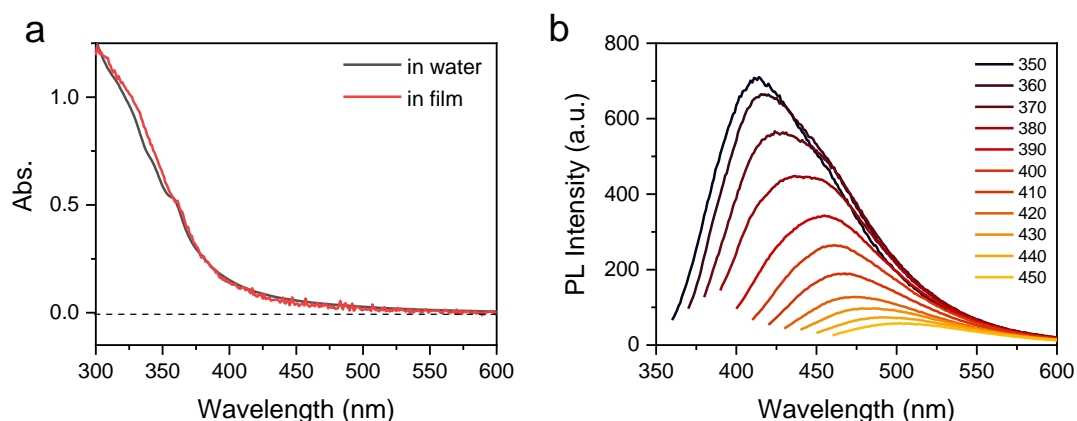 a
in water
in film
1.0
0.5
0.0
Abs.
300 350 400 450 500 550 600
Wavelength (nm)
b
800
600
400
200
0
PL Intensity (a.u.)
350
360
370
380
390
400
410
420
430
440
450
350 400 450 500 550 600
Wavelength (nm)